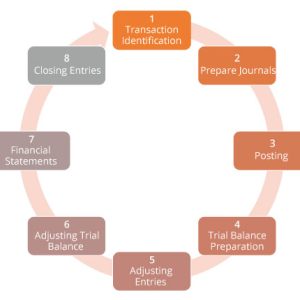 1
Transaction
Identification
2
Prepare Journals
3
Posting
4
Trial Balance
Preparation
5
Adjusting
Entries
6
Adjusting Trial
Balance
7
Financial
Statements
8
Closing Entries